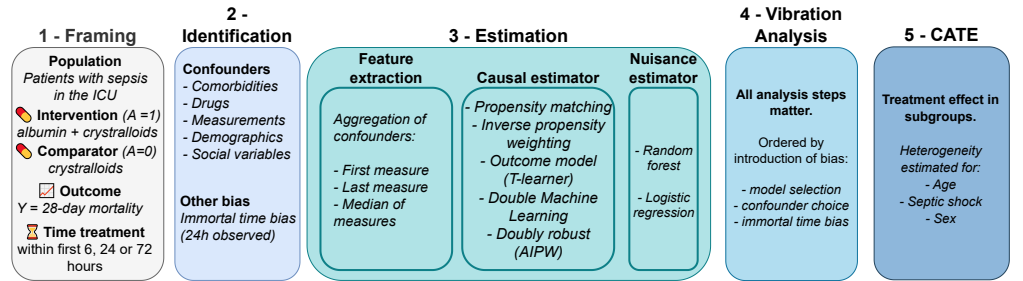 1 - Framing
Population
Patients with sepsis
in the ICU
Intervention (A =1)
albumin + crystralloids
Comparator (A=0)
crystralloids
Outcome
Y = 28-day mortality
Time treatment
within first 6, 24 or 72
hours
2 -
Identification
Confounders
- Comorbidities
- Drugs
- Measurements
- Demographics
- Social variables
Other bias
Immortal time bias
(24h observed)
3 - Estimation
Feature
extraction
Aggregation of
confounders:
- First measure
- Last measure
- Median of
measures
Causal estimator
- Propensity matching
- Inverse propensity
weighting
- Outcome model
(T-learner)
- Double Machine
Learning
- Doubly robust
(AIPW)
Nuisance
estimator
- Random
forest
- Logistic
regression
4 - Vibration
Analysis
All analysis steps
matter.
Ordered by
introduction of bias:
- model selection
- confounder choice
- immortal time bias
5 - CATE
Treatment effect in
subgroups.
Heterogeneity
estimated for:
- Age
- Septic shock
- Sex